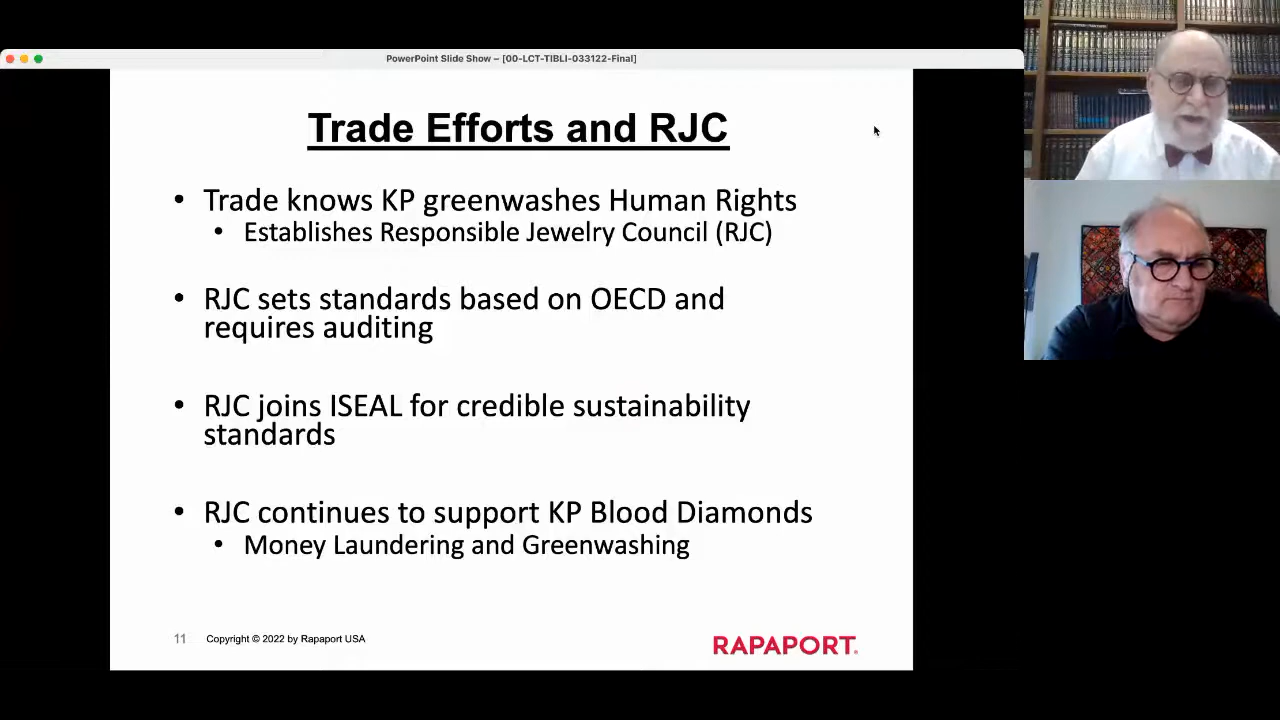 PowerPoint Slide Show – [00-LCT-TIBLI-033122-Final]
Trade Efforts and RJC
• Trade knows KP greenwashes Human Rights
• Establishes Responsible Jewelry Council (RJC)
• RJC sets standards based on OECD and
requires auditing
• RJC joins ISEAL for credible sustainability
standards
• RJC continues to support KP Blood Diamonds
• Money Laundering and Greenwashing
11 Copyright © 2022 by Rapaport USA
RAPAPORT®